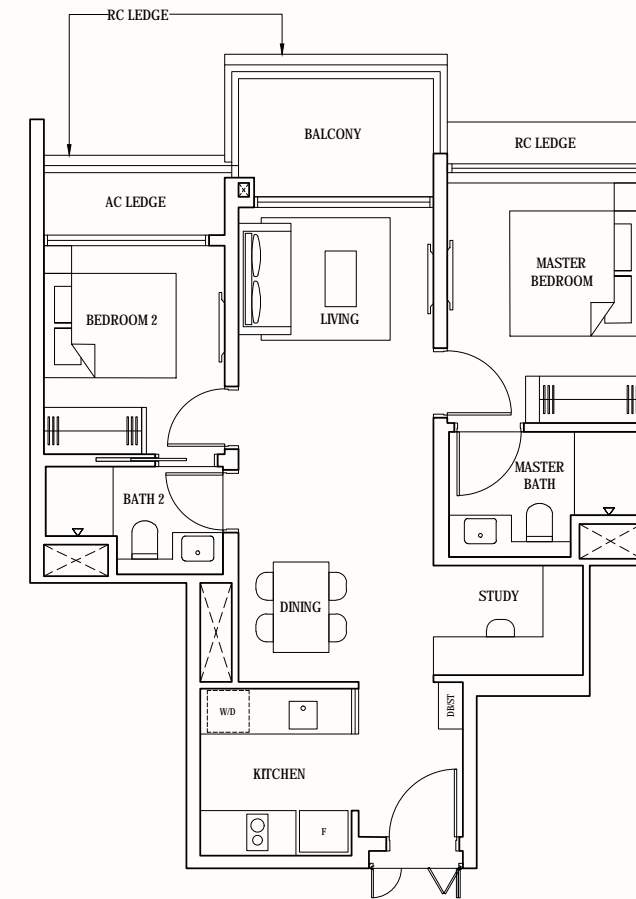 RC LEDGE
BALCONY
RC LEDGE
AC LEDGE
MASTER
BEDROOM
BEDROOM 2
LIVING
MASTER
BATH
BATH 2
STUDY
DINING
DB/ST
W/D
KITCHEN
F